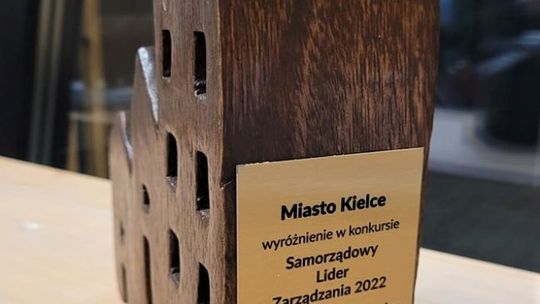 Miasto Kielce
wyróżnienie w konkursie
Samorządowy
Lider
Zarządzania 2022